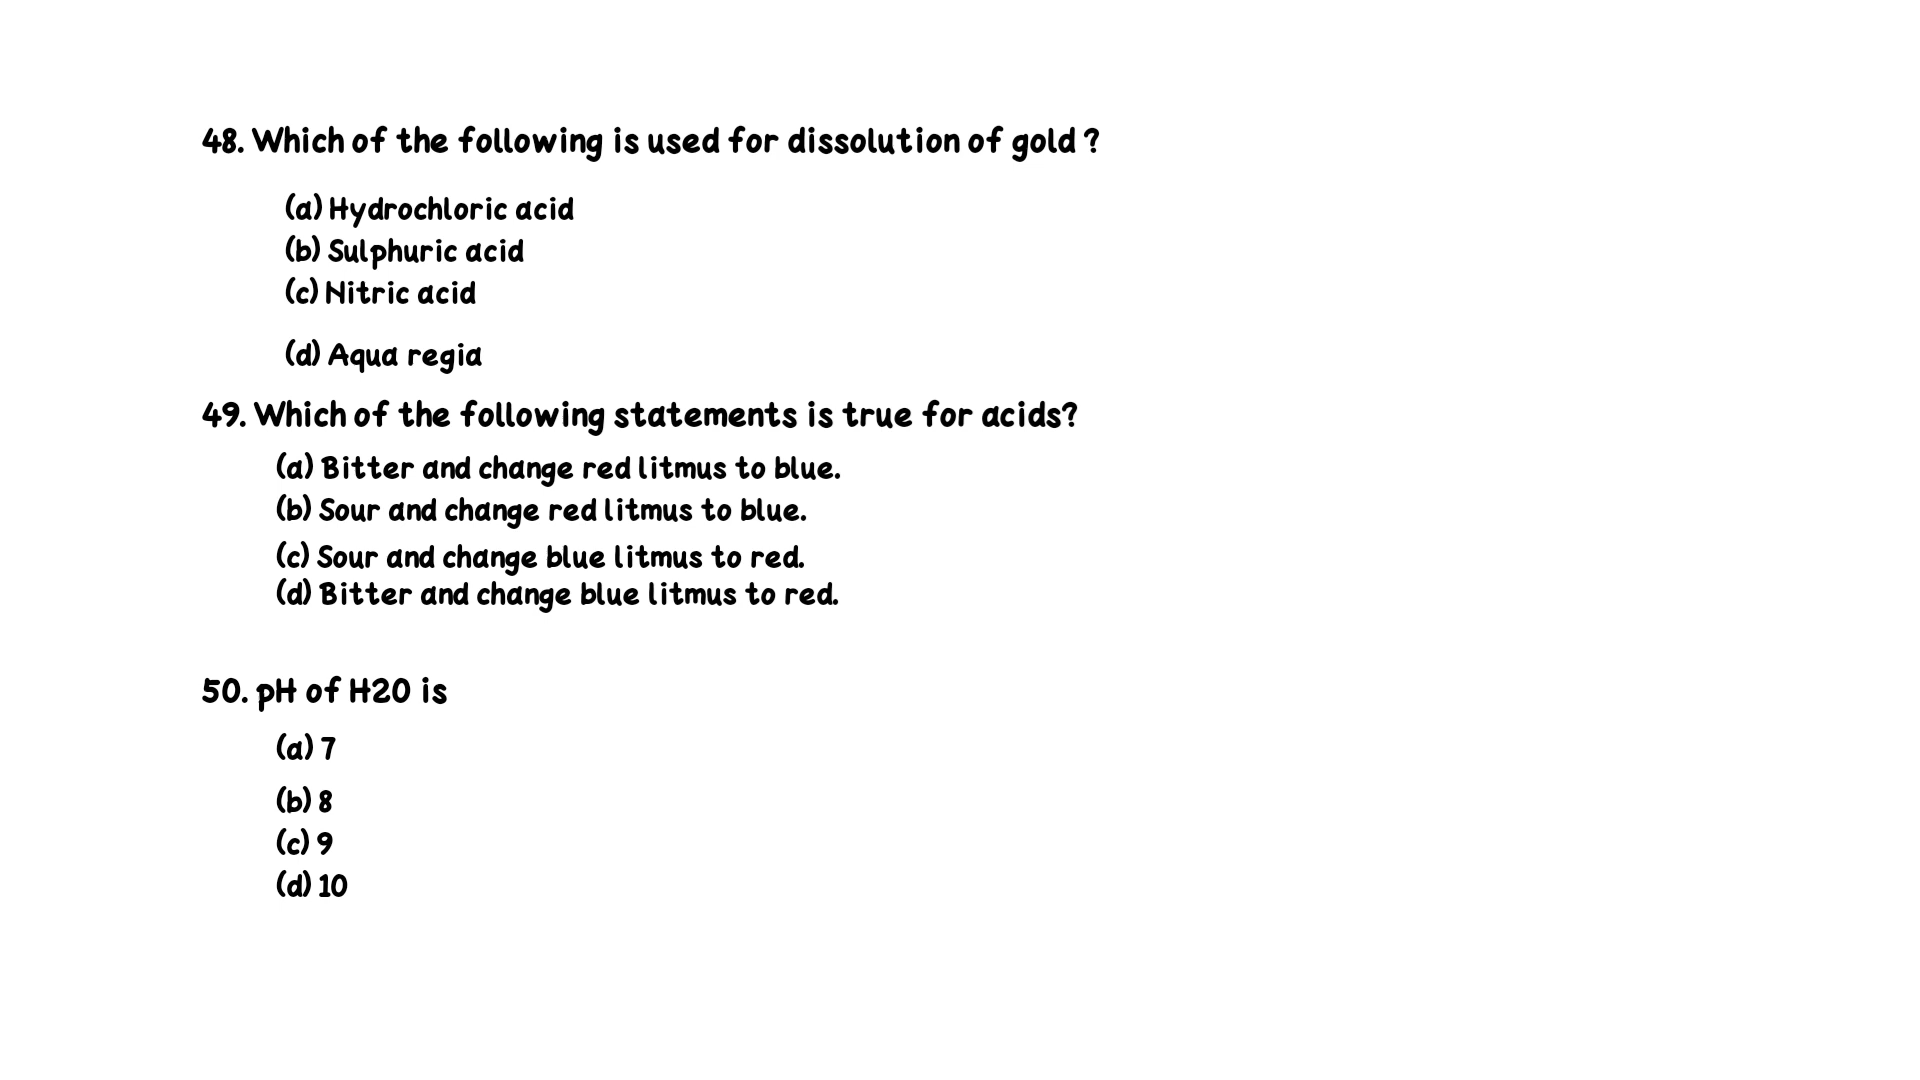 48. Which of the following is used for dissolution of gold ?
(a) Hydrochloric acid
(b) Sulphuric acid
(c) Nitric acid
(d) Aqua regia
49. Which of the following statements is true for acids?
(a) Bitter and change red litmus to blue.
(b) Sour and change red litmus to blue.
(c) Sour and change blue litmus to red.
(d) Bitter and change blue litmus to red.
50. pH of H20 is
(a) 7
(b) 8
(c) 9
(d) 10